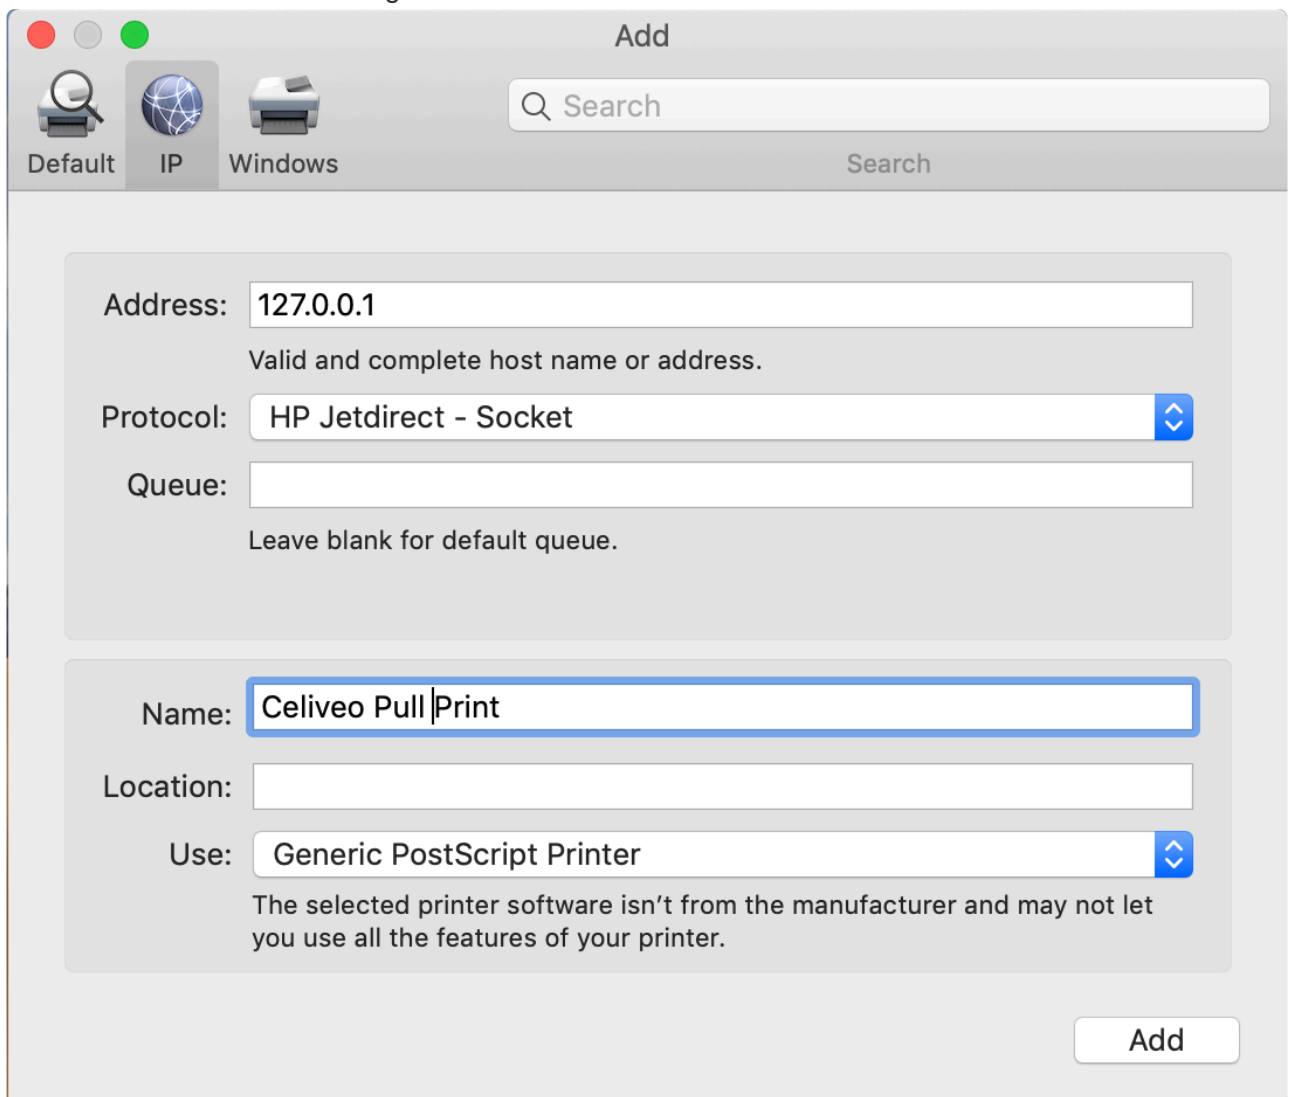 Add
Default
IP
Windows
Search
Search
Address:
127.0.0.1
Valid and complete host name or address.
Protocol:
HP Jetdirect - Socket
Queue:
Leave blank for default queue.
Name:
Celiveo Pull Print
Location:
Use:
Generic PostScript Printer
The selected printer software isn’t from the manufacturer and may not let
you use all the features of your printer.
Add